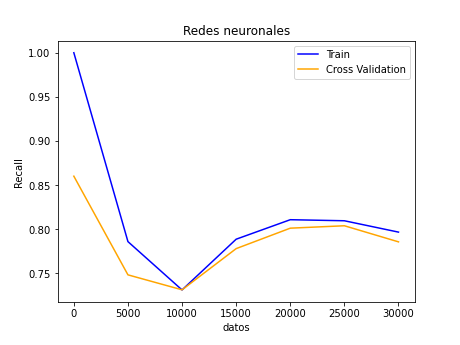 Redes neuronales
Train
Cross Validation
Recall
1.00
0.95
0.90
0.85
0.80
0.75
0 5000 10000 15000 20000 25000 30000
datos